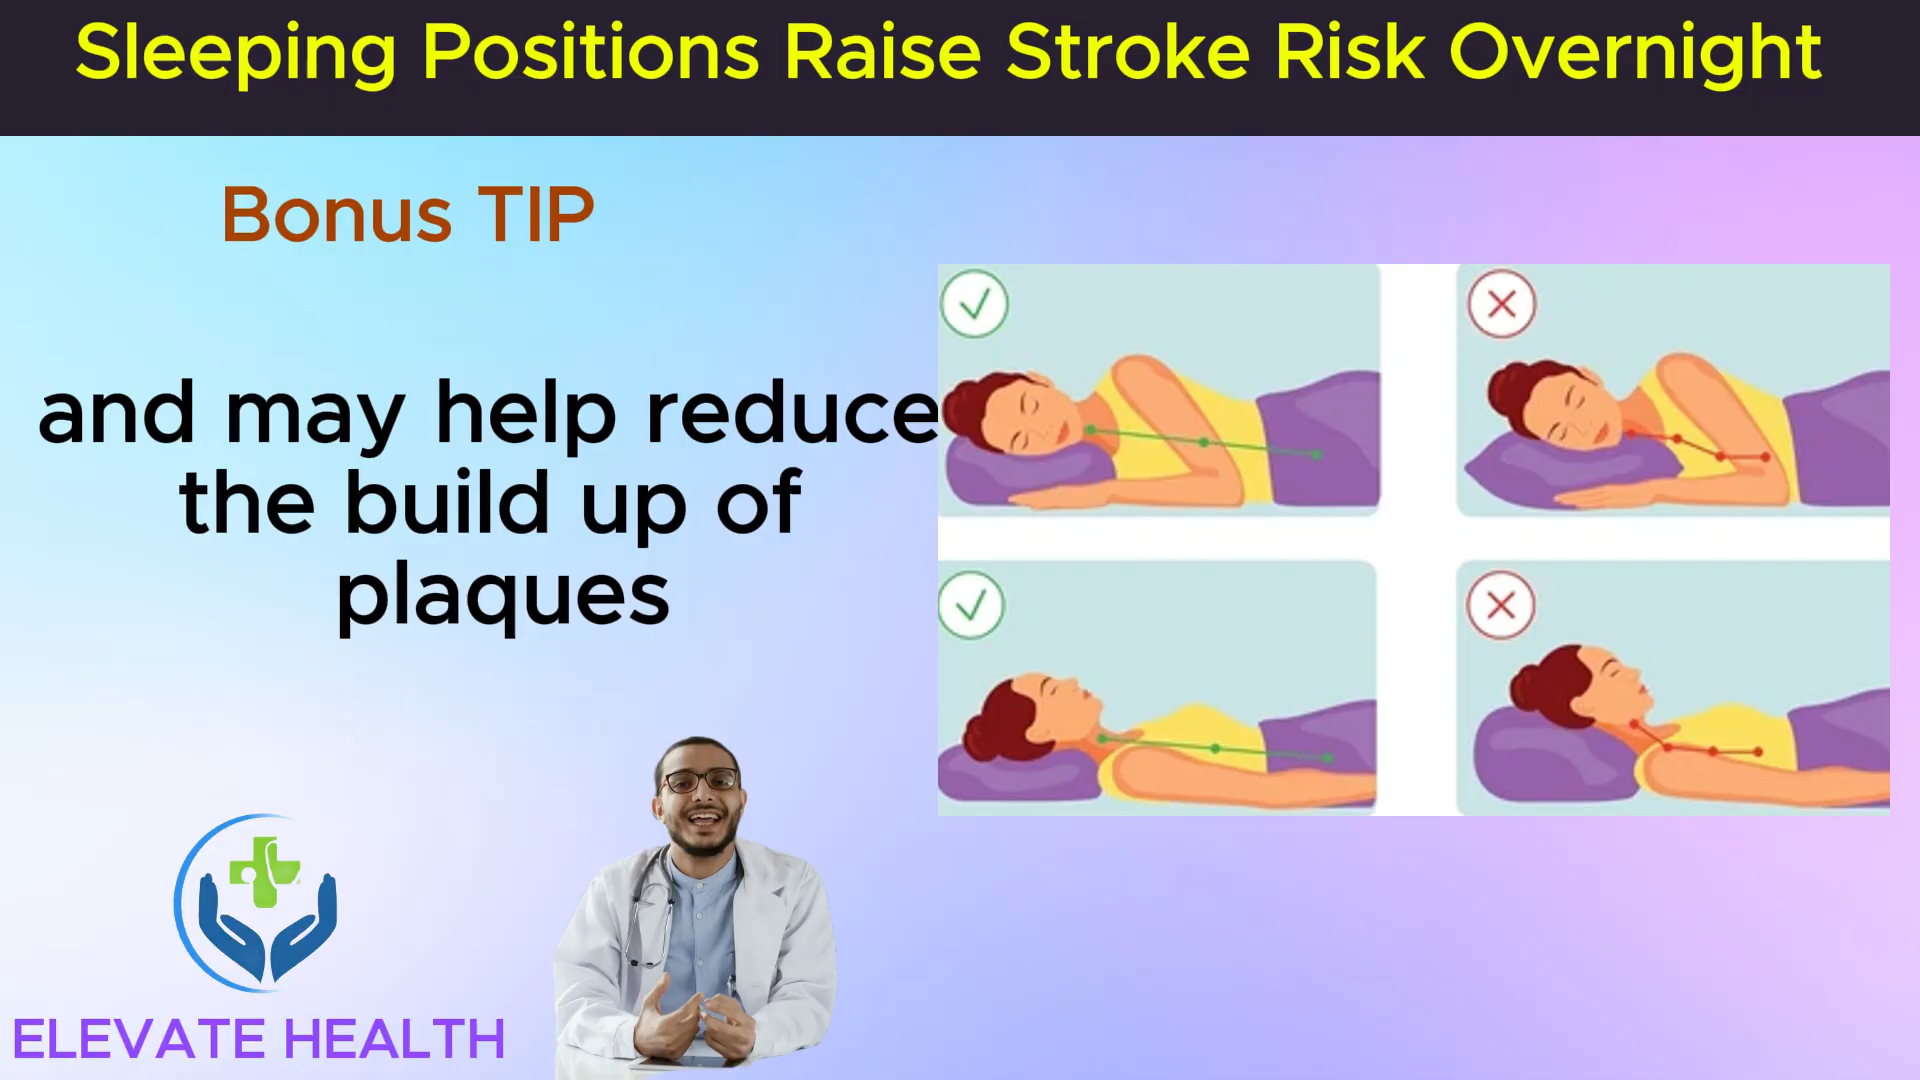 Sleeping Positions Raise Stroke Risk Overnight
Bonus TIP
and may help reduce
the build up of
plaques
ELEVATE HEALTH